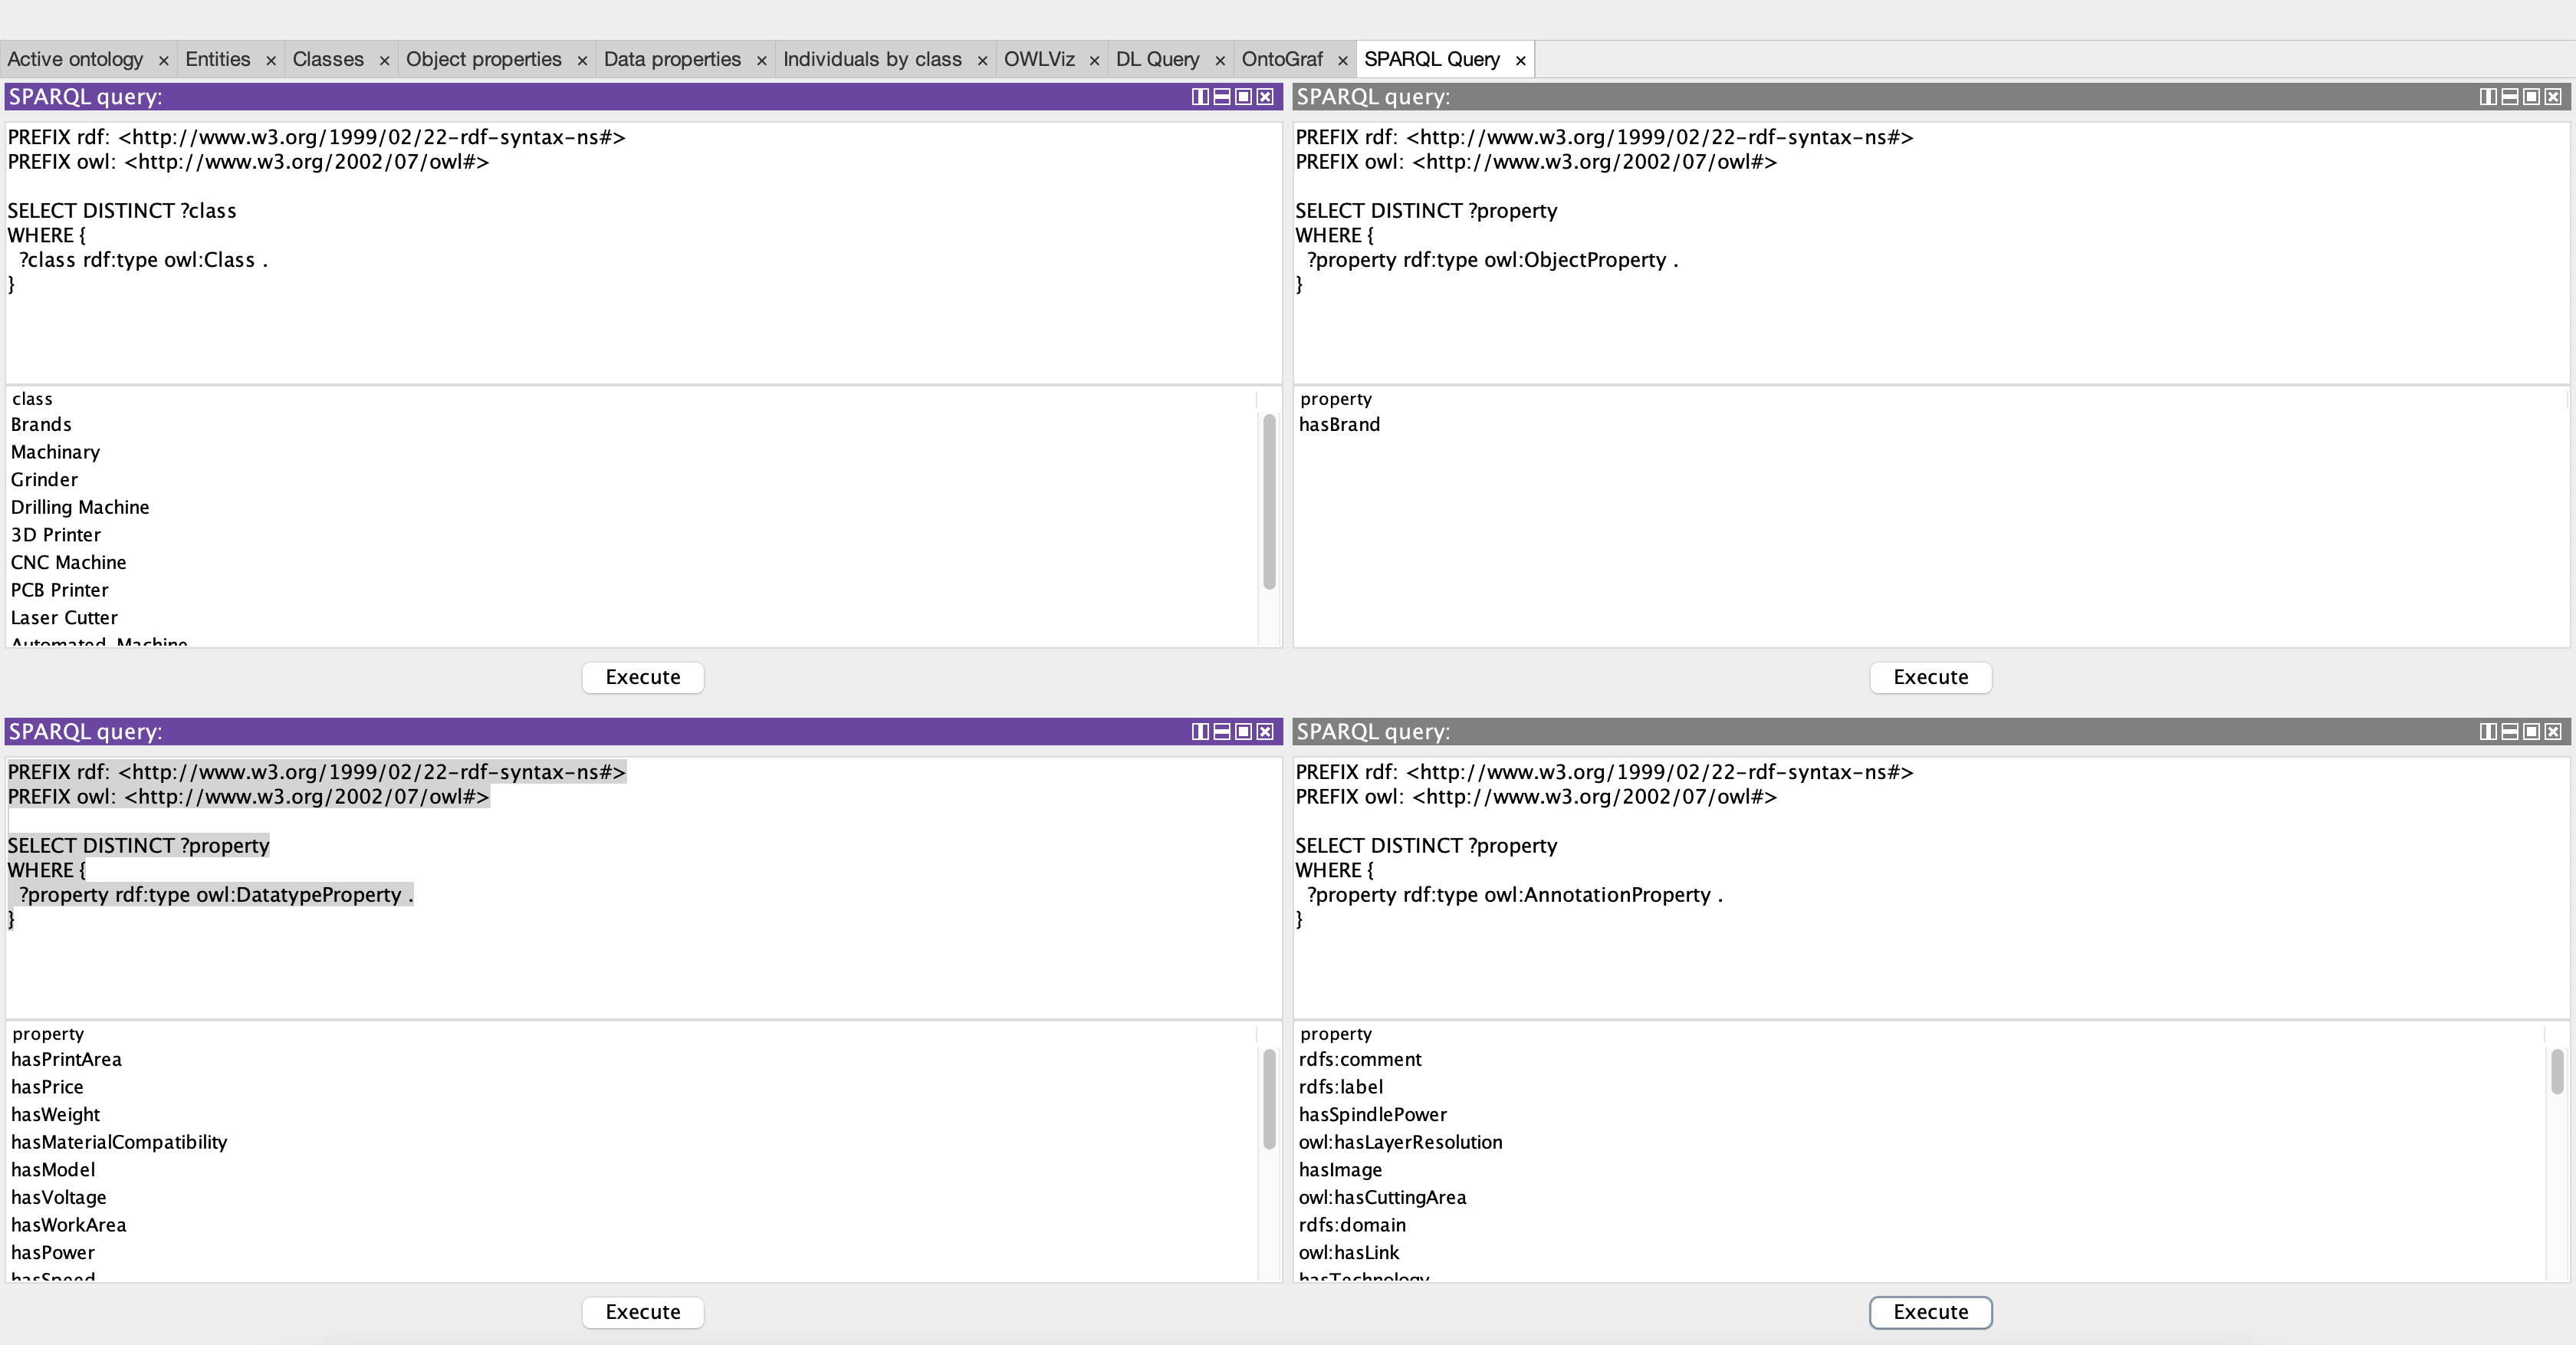 Active ontology × Entities × Classes × Object properties × Data properties × Individuals by class × OWLViz × DL Query × OntoGraf × SPARQL Query ×
SPARQL query:
PREFIX rdf: <http://www.w3.org/1999/02/22-rdf-syntax-ns#>
PREFIX owl: <http://www.w3.org/2002/07/owl#>
SELECT DISTINCT ?class
WHERE {
?class rdf:type owl:Class .
}
class
Brands
Machinary
Grinder
Drilling Machine
3D Printer
CNC Machine
PCB Printer
Laser Cutter
Automated_Machine
Execute
SPARQL query:
PREFIX rdf: <http://www.w3.org/1999/02/22-rdf-syntax-ns#>
PREFIX owl: <http://www.w3.org/2002/07/owl#>
SELECT DISTINCT ?property
WHERE {
?property rdf:type owl:ObjectProperty .
}
property
hasBrand
Execute
SPARQL query:
PREFIX rdf: <http://www.w3.org/1999/02/22-rdf-syntax-ns#>
PREFIX owl: <http://www.w3.org/2002/07/owl#>
SELECT DISTINCT ?property
WHERE {
?property rdf:type owl:DatatypeProperty .
}
property
hasPrintArea
hasPrice
hasWeight
hasMaterialCompatibility
hasModel
hasVoltage
hasWorkArea
hasPower
hasSpeed
Execute
SPARQL query:
PREFIX rdf: <http://www.w3.org/1999/02/22-rdf-syntax-ns#>
PREFIX owl: <http://www.w3.org/2002/07/owl#>
SELECT DISTINCT ?property
WHERE {
?property rdf:type owl:AnnotationProperty .
}
property
rdfs:comment
rdfs:label
hasSpindlePower
owl:hasLayerResolution
hasImage
owl:hasCuttingArea
rdfs:domain
owl:hasLink
hasTechnology
Execute